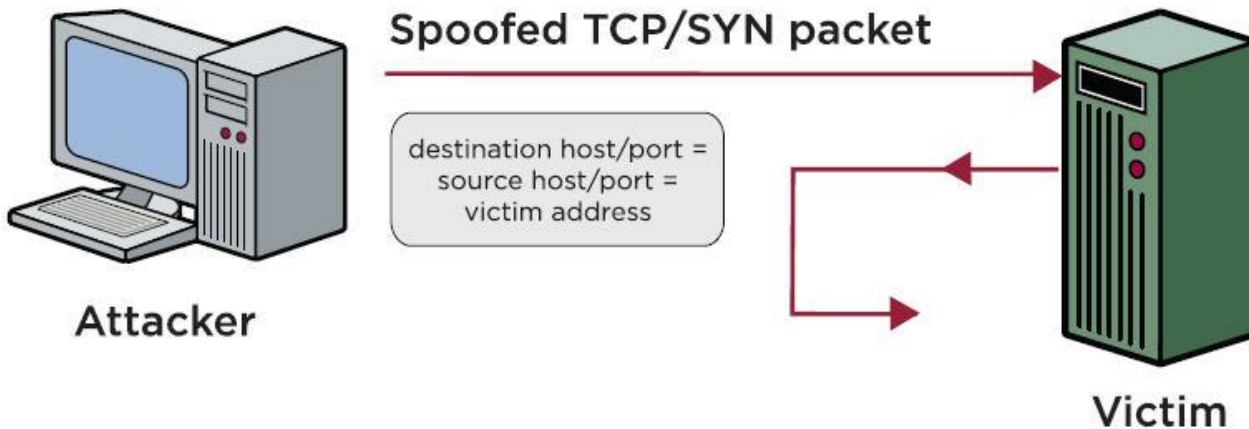 Spoofed TCP/SYN packet
destination host/port =
source host/port =
victim address
Attacker
Victim